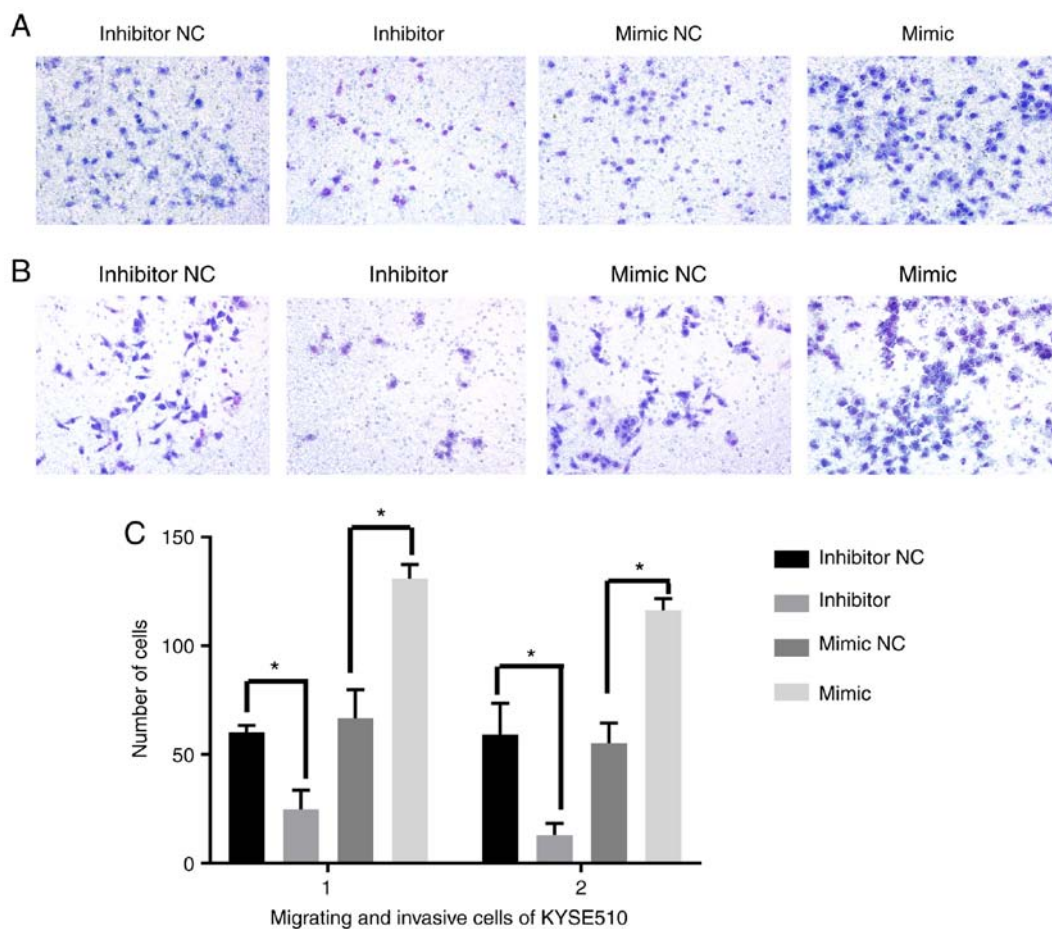 A
Inhibitor NC Inhibitor Mimic NC Mimic
B
Inhibitor NC Inhibitor Mimic NC Mimic
C
150
100
50
0
Number of cells
* * * *
1 2
Migrating and invasive cells of KYSE510
Inhibitor NC
Inhibitor
Mimic NC
Mimic